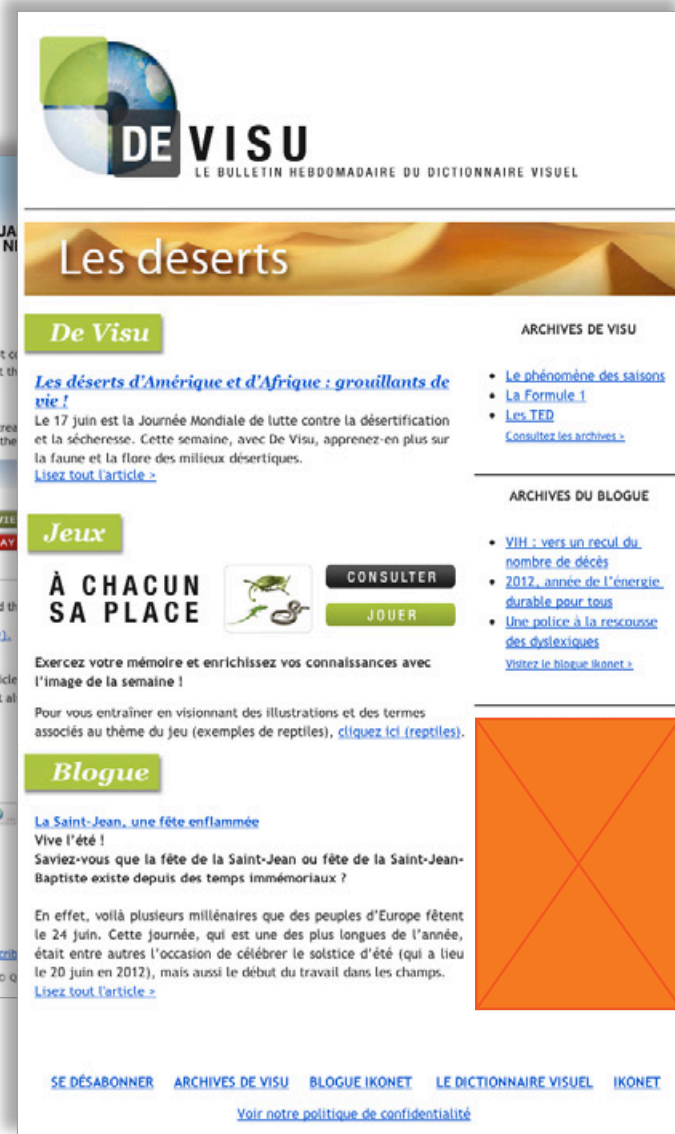 DE VISU
LE BULLETIN HEBDOMADAIRE DU DICTIONNAIRE VISUEL
Les déserts
De Visu
Les déserts d’Amérique et d’Afrique : grouillants de
vie !
Le 17 juin est la Journée Mondiale de lutte contre la désertification
et la sécheresse. Cette semaine, avec De Visu, apprenez-en plus sur
la faune et la flore des milieux désertiques.
Lisez tout l'article >
Jeux
À CHACUN
SA PLACE
CONSULTER
JOUER
Exercez votre mémoire et enrichissez vos connaissances avec
l’image de la semaine !
Pour vous entraîner en visionnant des illustrations et des termes
associés au thème du jeu (exemples de reptiles), cliquez ici (reptiles).
Blogue
La Saint-Jean, une fête enflammée
Vive l’été !
Saviez-vous que la fête de la Saint-Jean ou fête de la Saint-Jean-
Baptiste existe depuis des temps immémoriaux ?
En effet, voilà plusieurs millénaires que des peuples d’Europe fêtent
le 24 juin. Cette journée, qui est une des plus longues de l’année,
était entre autres l’occasion de célébrer le solstice d’été (qui a lieu
le 20 juin en 2012), mais aussi le début du travail dans les champs.
Lisez tout l'article >
ARCHIVES DE VISU
• Le phénomène des saisons
• La Formule 1
• Les TED
Consultez les archives >
ARCHIVES DU BLOGUE
• VIH : vers un recul du
nombre de décès
• 2012, année de l’énergie
durable pour tous
• Une police à la rescousse
des dyslexiques
Visitez le blogue Ikonet >
SE DÉSABONNER ARCHIVES DE VISU BLOGUE IKONET LE DICTIONNAIRE VISUEL IKONET
Voir notre politique de confidentialité